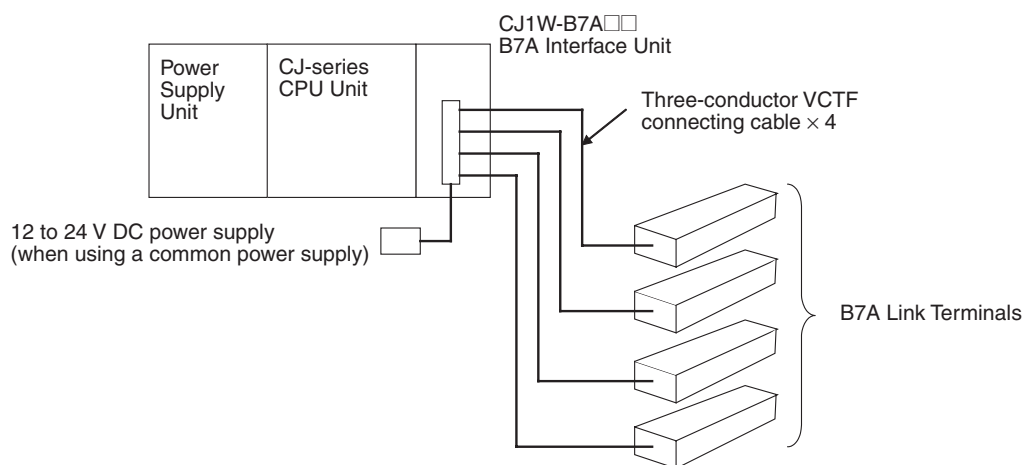 CJ1W-B7A□□
B7A Interface Unit
Power
Supply
Unit
CJ-series
CPU Unit
Three-conductor VCTF
connecting cable × 4
12 to 24 V DC power supply
(when using a common power supply)
B7A Link Terminals